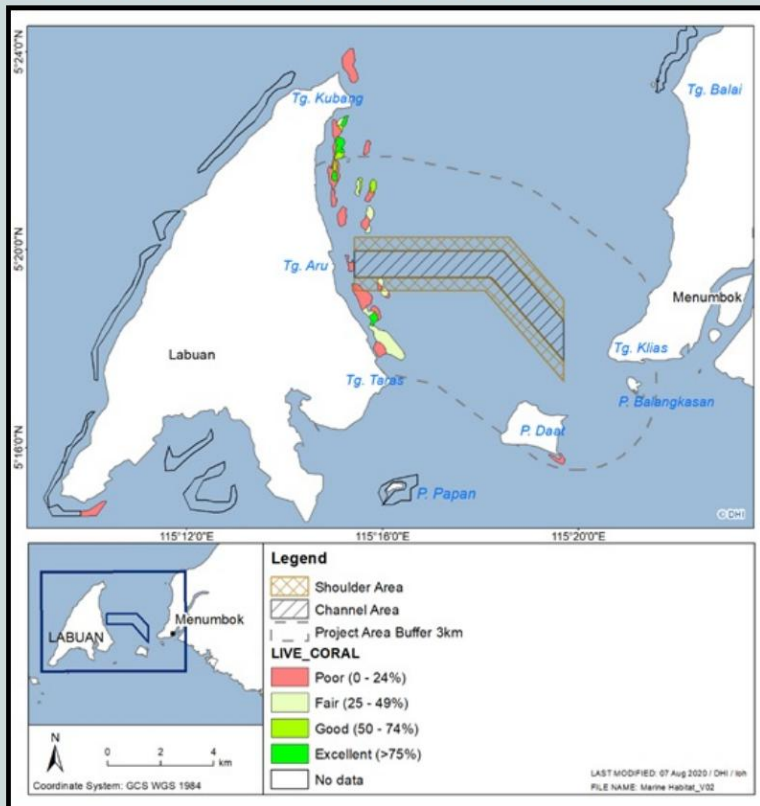 5°24'0"N
Tg. Kubang
Tg. Balai
5°20'0"N
Tg. Aru
Menumbok
Labuan
Tg. Klias
Tg. Taras
P. Balangkasan
P. Daat
5°16'0"N
P. Papan
© DHI
115°12'0"E
115°16'0"E
115°20'0"E
LABUAN
Menumbok
N
0 2 4
km
Coordinate System: GCS WGS 1984
Legend
Shoulder Area
Channel Area
Project Area Buffer 3km
LIVE_CORAL
Poor (0 - 24%)
Fair (25 - 49%)
Good (50 - 74%)
Excellent (>75%)
No data
LAST MODIFIED: 07 Aug 2020 / DHI / loh
FILE NAME: Marine Habitat_V02